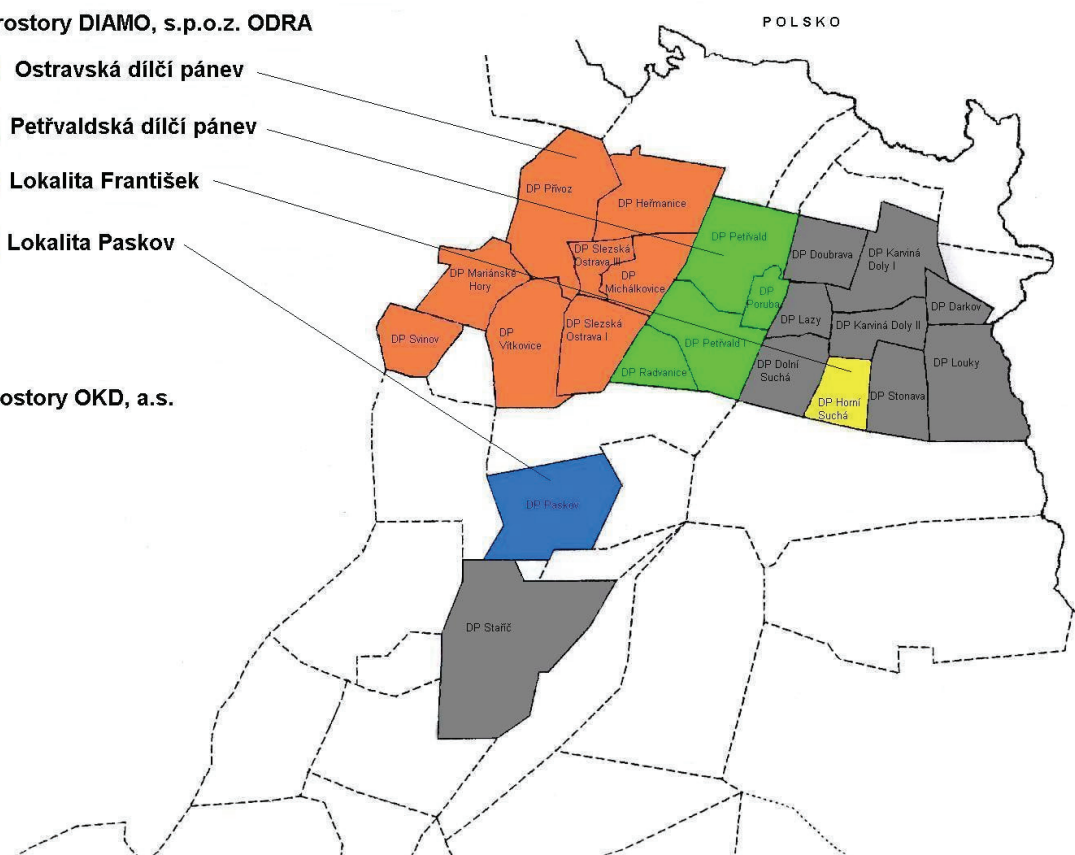 rostory DIAMO, s.p.o.z. ODRA
POLSKO
Ostravská dílčí pánev
Petřvaldská dílčí pánev
Lokalita František
Lokalita Paskov
ostory OKD, a.s.
DP Přívoz
DP Heřmanice
DP Slezská
Ostrava III
DP
Michálkovice
DP Mariánské
Hory
DP Svinov
DP
Vítkovice
DP Slezská
Ostrava I
DP Petřvald
DP
Poruba
DP Petřvald I
DP Radvanice
DP Doubrava
DP Karviná
Doly I
DP Darkov
DP Lazy
DP Karviná Doly II
DP Louky
DP Dolní
Suchá
DP Horní
Suchá
DP Stonava
DP Paskov
DP Staříč